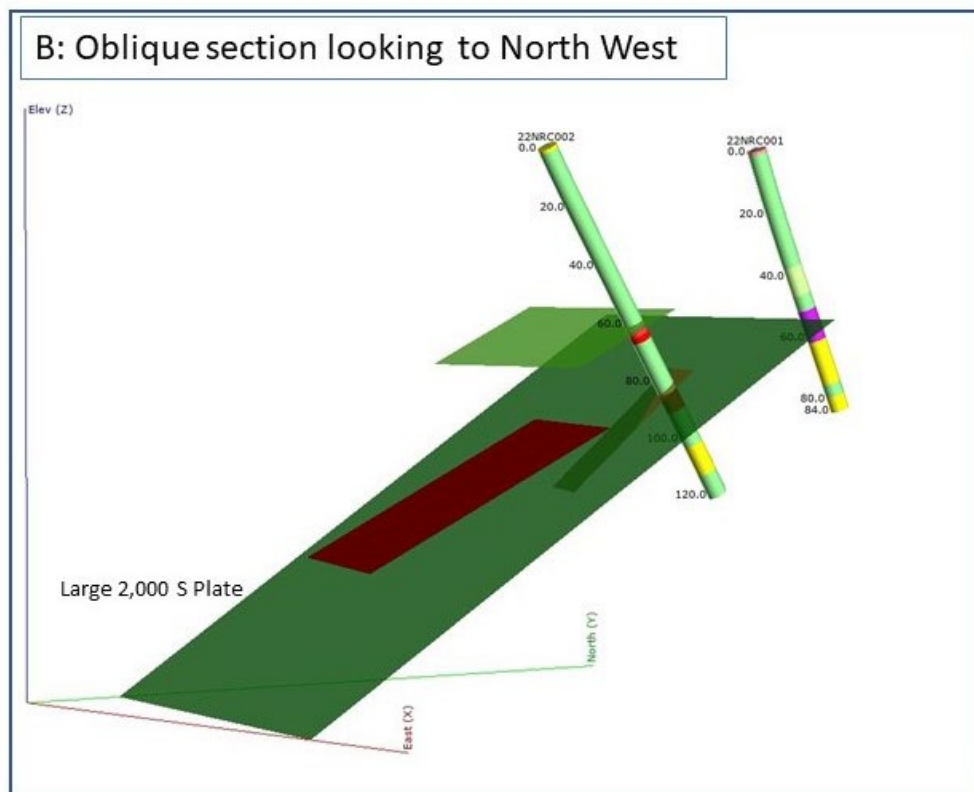 B: Oblique section looking to North West
Elev (Z)
22NRC002
0.0
20.0
40.0
60.0
80.0
100.0
120.0
22NRC001
0.0
20.0
40.0
60.0
80.0
84.0
Large 2,000 S Plate
North (Y)
East (X)